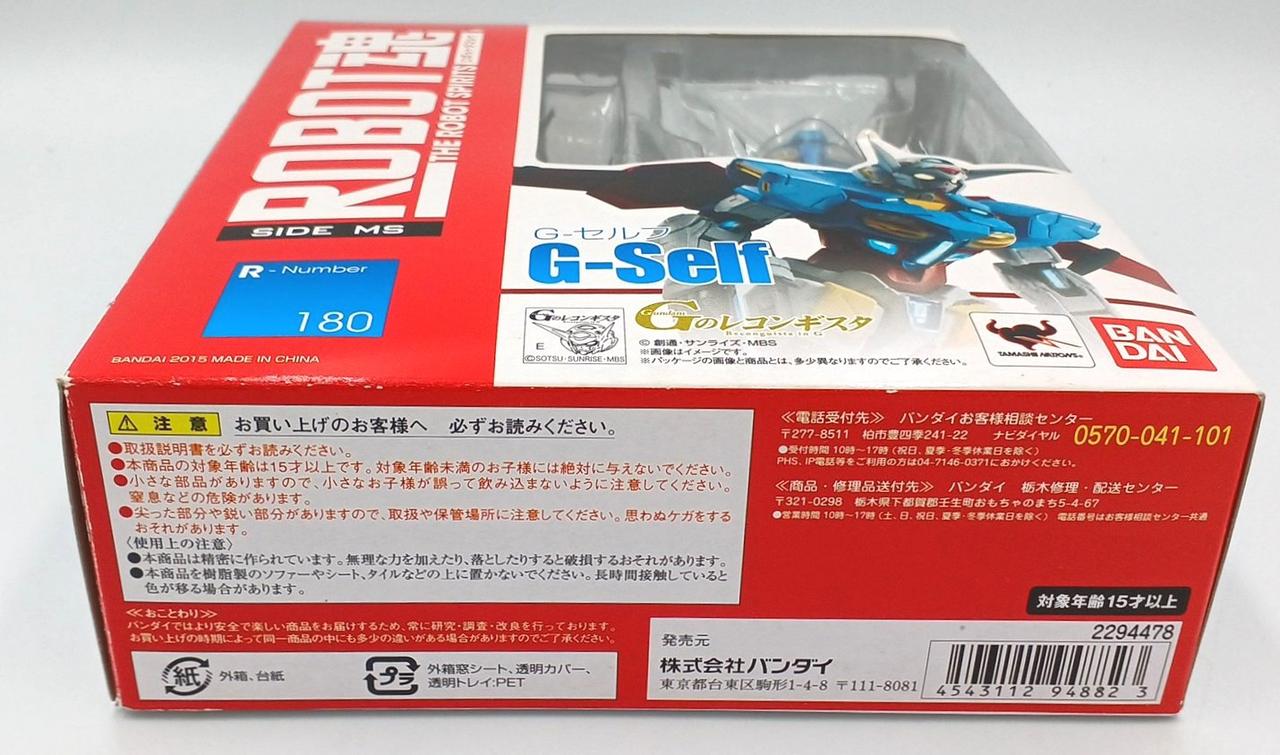 ROBOT魂
THE ROBOT SPIRITS
SIDE MS
R-Number
180
BANDAI 2015 MADE IN CHINA
G-セルフ
G-Self
Gundam
Gのレコンギスタ
Reconguista in G
Gのレコンギスタ
E
©SOTSU・SUNRISE・MBS
© 創通・サンライズ・MBS
※画像はイメージです。
※パッケージの画像と商品とは、多少異なりますのでご了承ください。
TAMASHII NATIONS
BAN
DAI
注意 お買い上げのお客様へ 必ずお読みください。
●取扱説明書を必ずお読みください。
●本商品の対象年齢は15才以上です。対象年齢未満のお子様には絶対に与えないでください。
●小さな部品がありますので、小さなお子様が誤って飲み込まないように注意してください。
窒息などの危険があります。
●尖った部分や鋭い部分がありますので、取扱や保管場所に注意してください。思わぬケガをする
おそれがあります。
〈使用上の注意〉
●本商品は精密に作られています。無理な力を加えたり、落としたりすると破損するおそれがあります。
●本商品を樹脂製のソファーやシート、タイルなどの上に置かないでください。長時間接触していると
色が移る場合があります。
≪おことわり≫
バンダイではより安全で楽しい商品をお届けするため、常に研究・調査・改良を行っております。
お買い上げの時期によって同一商品の中にも多少の違いがある場合がありますのでご了承ください。
紙 外箱、台紙
プラ 外箱窓シート、透明カバー、
透明トレイ:PET
≪電話受付先≫ バンダイお客様相談センター
〒277-8511 柏市豊四季241-22 ナビダイヤル 0570-041-101
●受付時間 10時～17時 (祝日、夏季・冬季休業日を除く)
PHS、IP電話等をご利用の方は04-7146-0371におかけください。
≪商品・修理品送付先≫ バンダイ 栃木修理・配送センター
〒321-0298 栃木県下都賀郡壬生町おもちゃのまち5-4-67
●営業時間 10時～17時 (土、日、祝日、夏季・冬季休業日を除く) 電話番号はお客様相談センター共通
対象年齢15才以上
発売元
株式会社バンダイ
東京都台東区駒形1-4-8 〒111-8081
2294478
4543112 94882 3